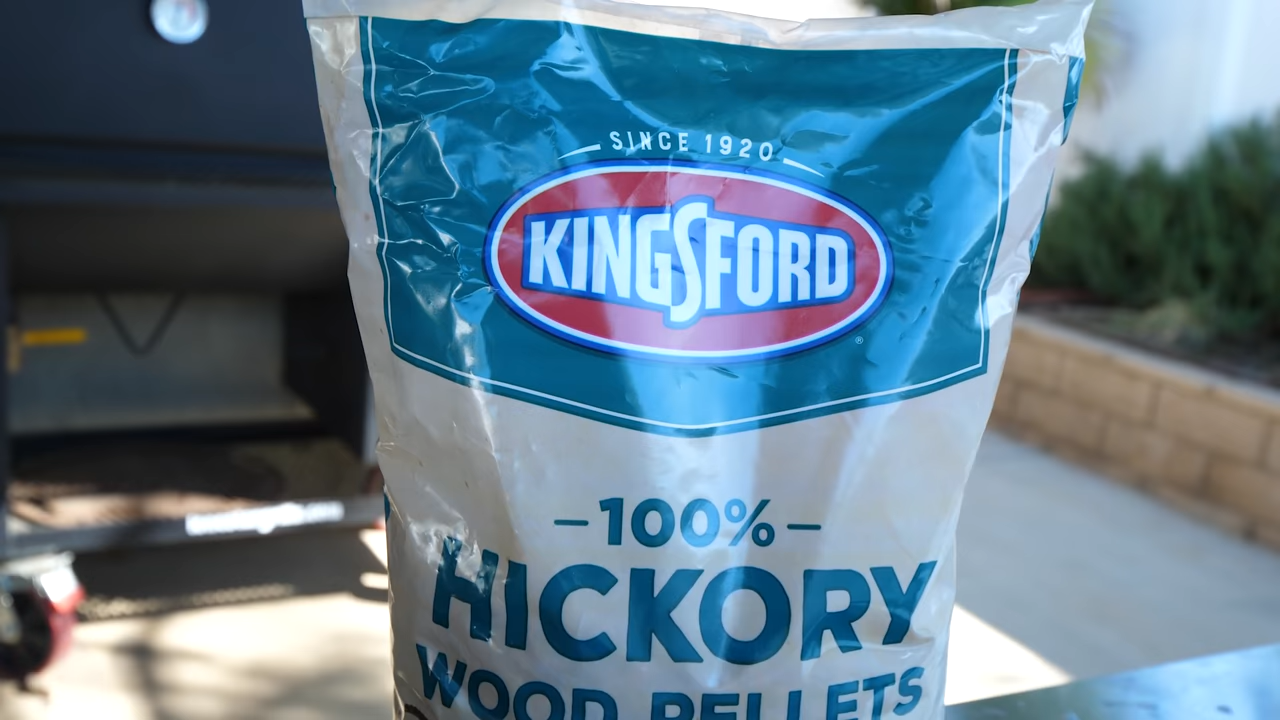 SINCE 1920
KINGSFORD
®
-100%-
HICKORY
WOOD PELLETS